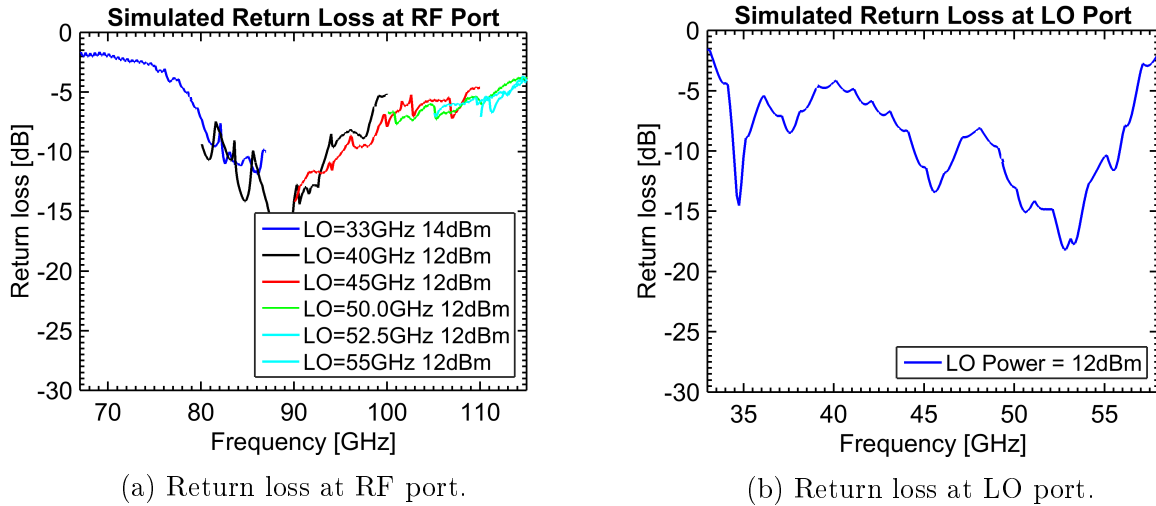 Simulated Return Loss at RF Port
0
-5
-10
-15
-20
-25
-30
Return loss [dB]
70 80 90 100 110
Frequency [GHz]
LO=33GHz 14dBm
LO=40GHz 12dBm
LO=45GHz 12dBm
LO=50.0GHz 12dBm
LO=52.5GHz 12dBm
LO=55GHz 12dBm
(a) Return loss at RF port.
Simulated Return Loss at LO Port
0
-5
-10
-15
-20
-25
-30
Return loss [dB]
35 40 45 50 55
Frequency [GHz]
LO Power = 12dBm
(b) Return loss at LO port.